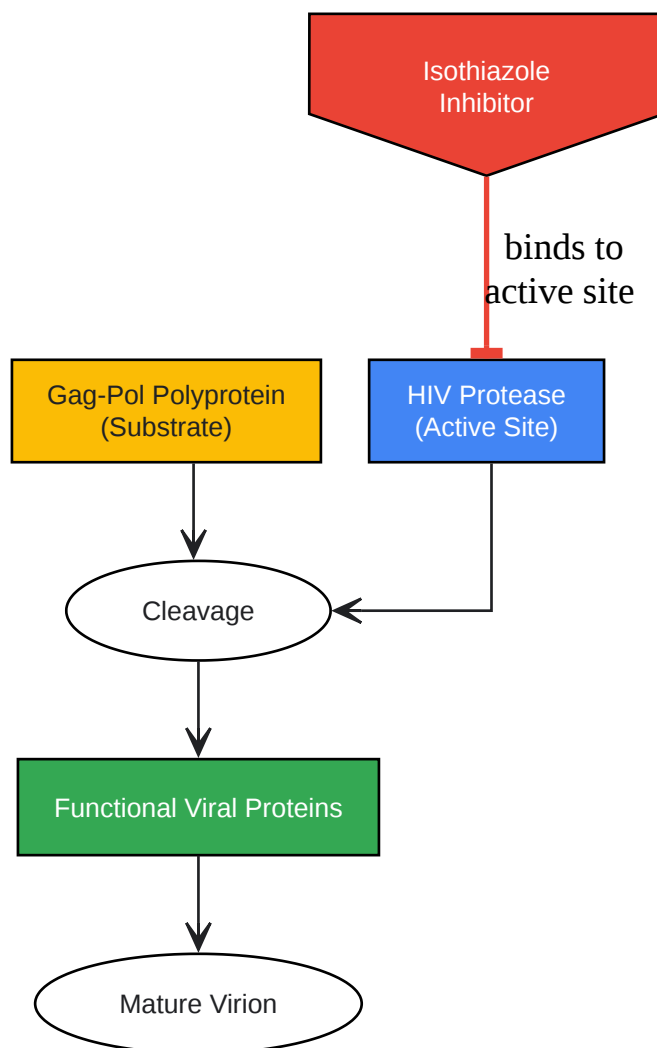 Isothiazole
Inhibitor
binds to
active site
Gag-Pol Polyprotein
(Substrate)
HIV Protease
(Active Site)
Cleavage
Functional Viral Proteins
Mature Virion